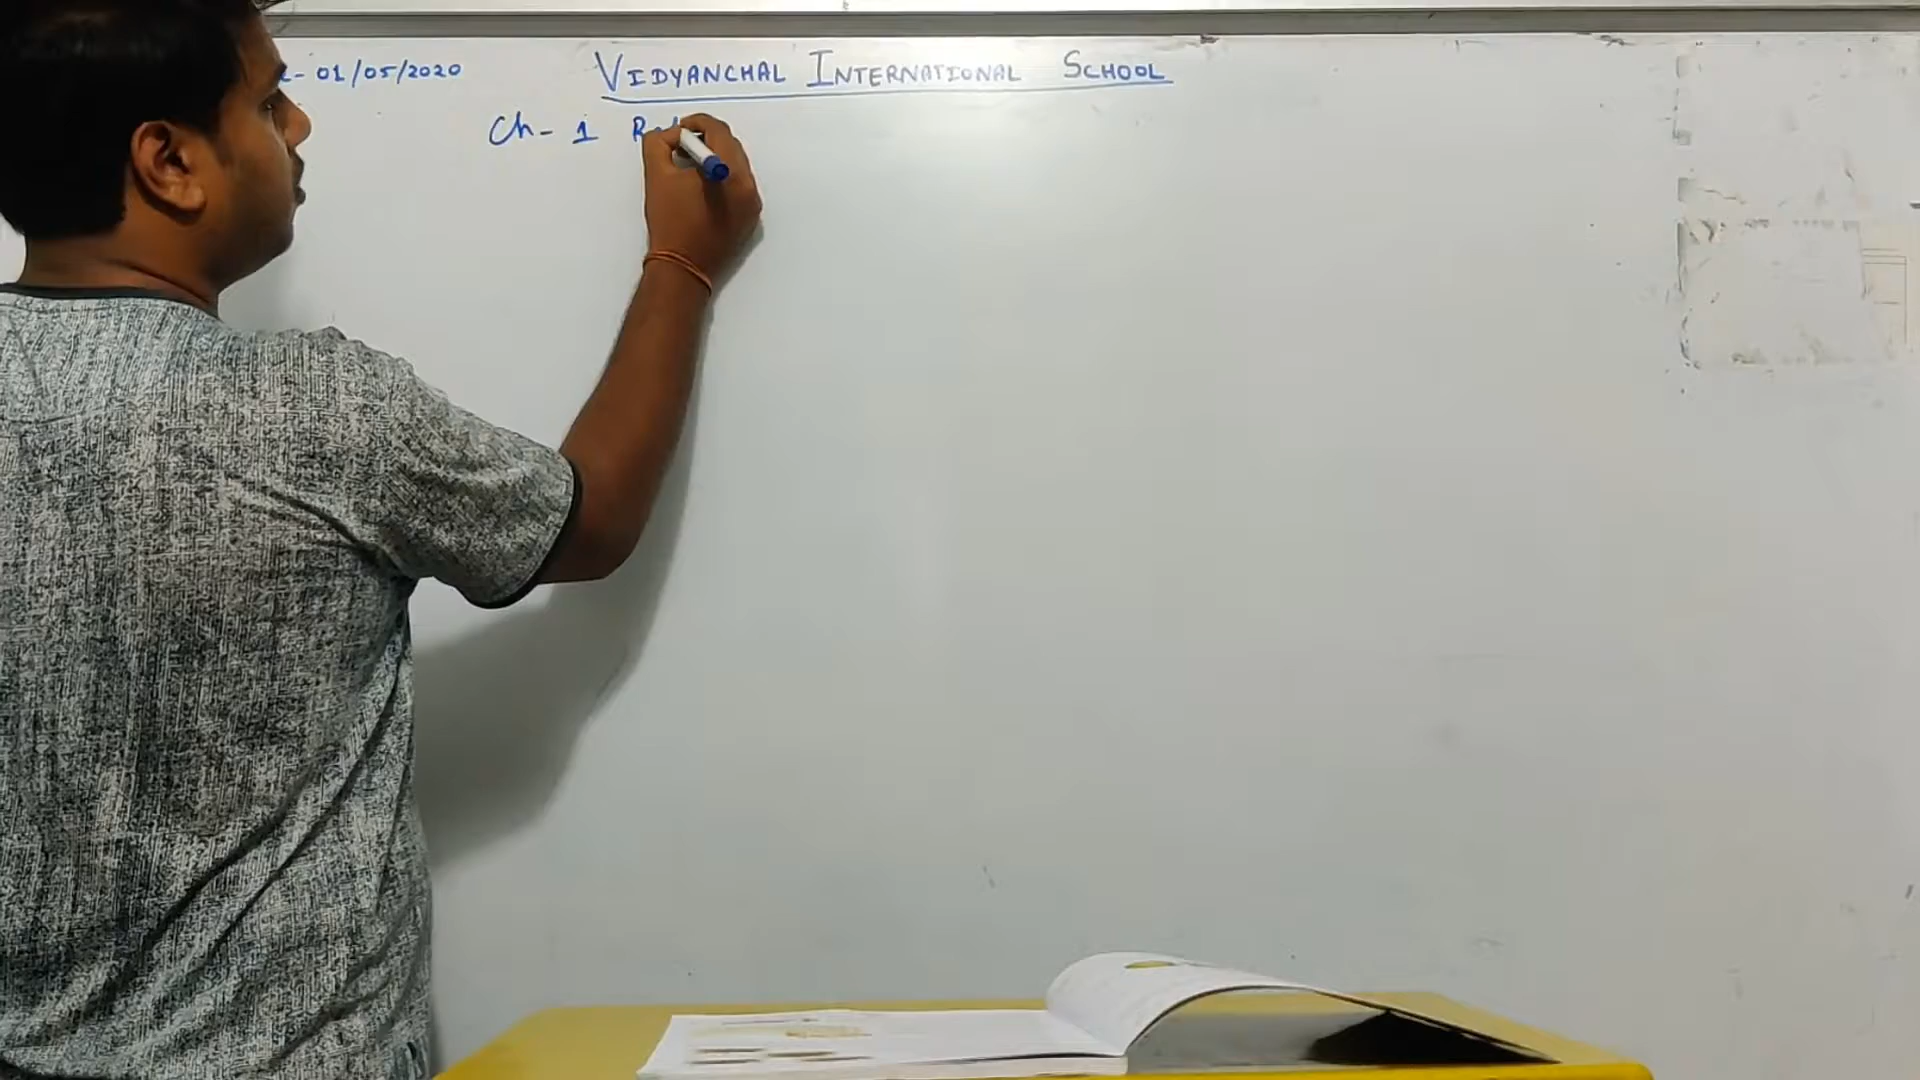 - 01/05/2020 VIDYANCHAL INTERNATIONAL SCHOOL
Ch- 1